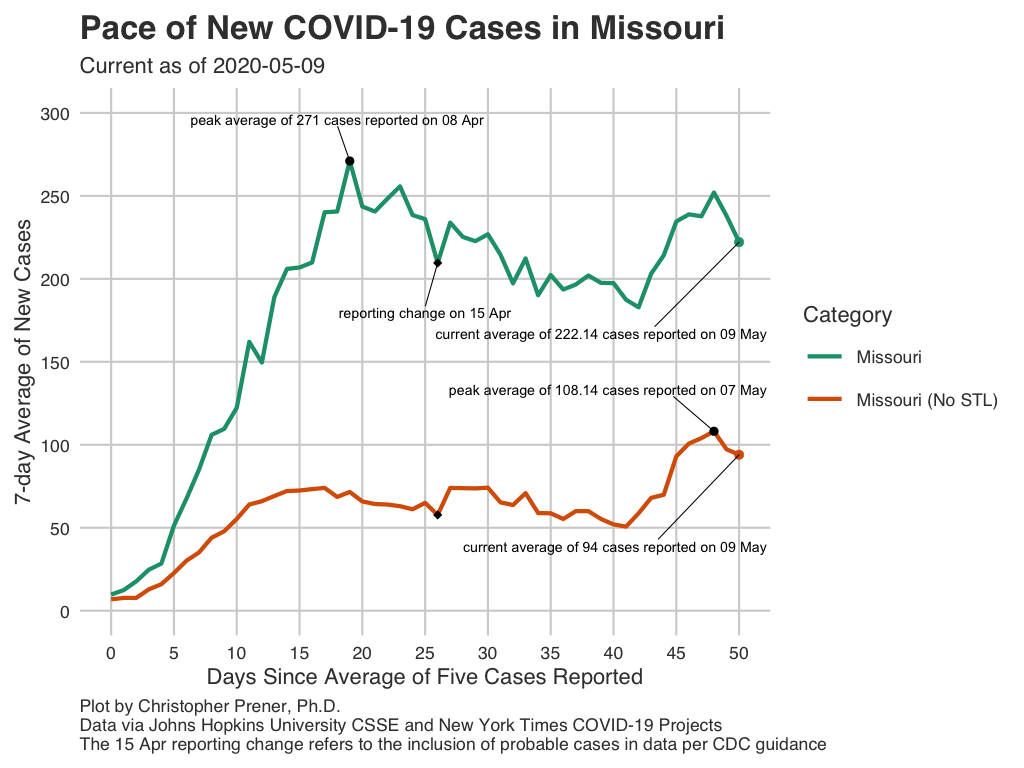 Pace of New COVID-19 Cases in Missouri
Current as of 2020-05-09
7-day Average of New Cases
300
250
200
150
100
50
0
peak average of 271 cases reported on 08 Apr
reporting change on 15 Apr
current average of 222.14 cases reported on 09 May
peak average of 108.14 cases reported on 07 May
current average of 94 cases reported on 09 May
Category
Missouri
Missouri (No STL)
0 5 10 15 20 25 30 35 40 45 50
Days Since Average of Five Cases Reported
Plot by Christopher Prener, Ph.D.
Data via Johns Hopkins University CSSE and New York Times COVID-19 Projects
The 15 Apr reporting change refers to the inclusion of probable cases in data per CDC guidance